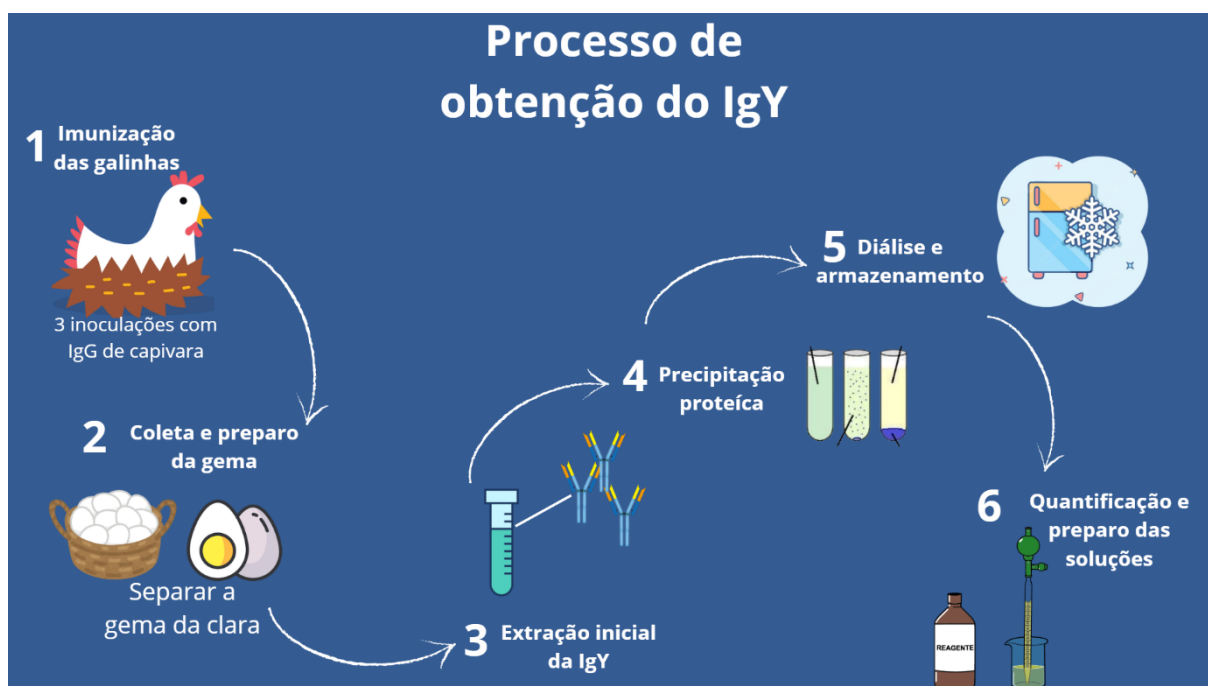 Processo de
obtenção do IgY
1 Imunização
das galinhas
3 inoculações com
IgG de capivara
2 Coleta e preparo
da gema
Separar a
gema da clara
3 Extração inicial
da IgY
4 Precipitação
proteíca
5 Diálise e
armazenamento
6 Quantificação e
preparo das
soluções
REAGENTE